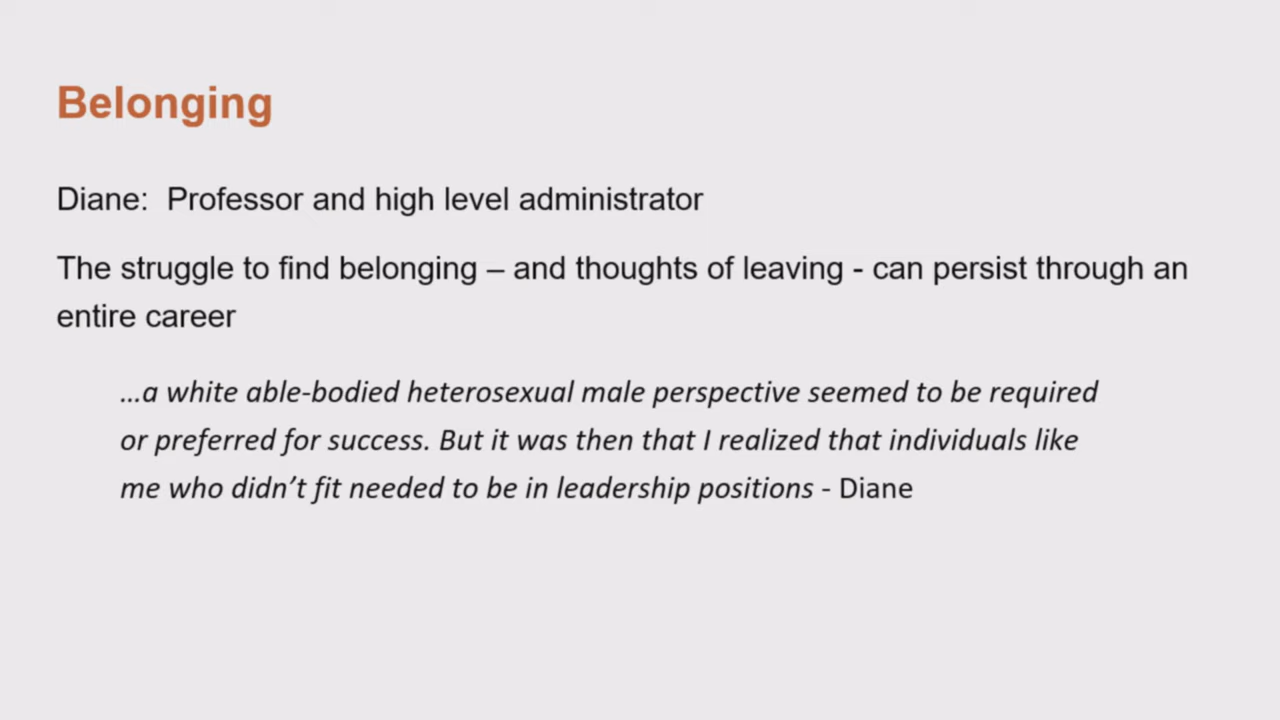 Belonging
Diane:  Professor and high level administrator
The struggle to find belonging – and thoughts of leaving - can persist through an
entire career
…a white able-bodied heterosexual male perspective seemed to be required
or preferred for success. But it was then that I realized that individuals like
me who didn’t fit needed to be in leadership positions - Diane